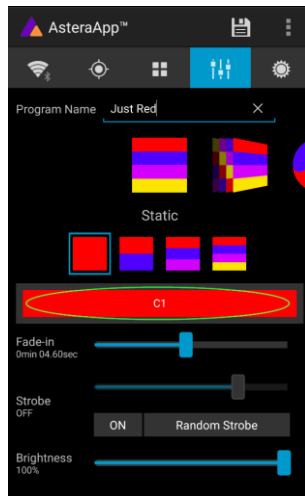 AsteraApp™
Program Name Just Red
Static
C1
Fade-in
0min 04.60sec
Strobe
OFF
ON Random Strobe
Brightness
100%